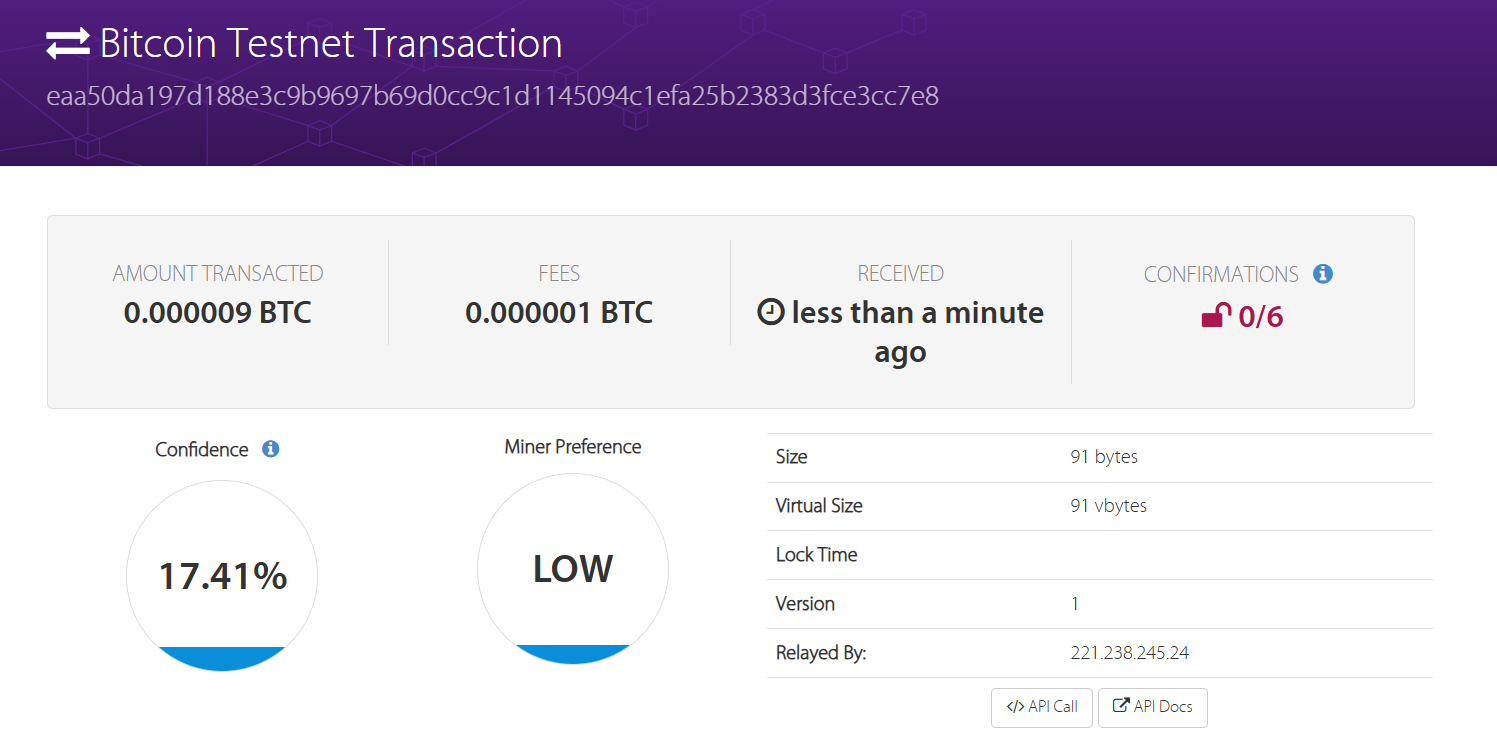 Bitcoin Testnet Transaction
eaa50da197d188e3c9b9697b69d0cc9c1d1145094c1efa25b2383d3fce3cc7e8
AMOUNT TRANSACTED
0.000009 BTC
FEES
0.000001 BTC
RECEIVED
less than a minute
ago
CONFIRMATIONS
0/6
Confidence
17.41%
Miner Preference
LOW
Size 91 bytes
Virtual Size 91 vbytes
Lock Time
Version 1
Relayed By: 221.238.245.24
API Call
API Docs